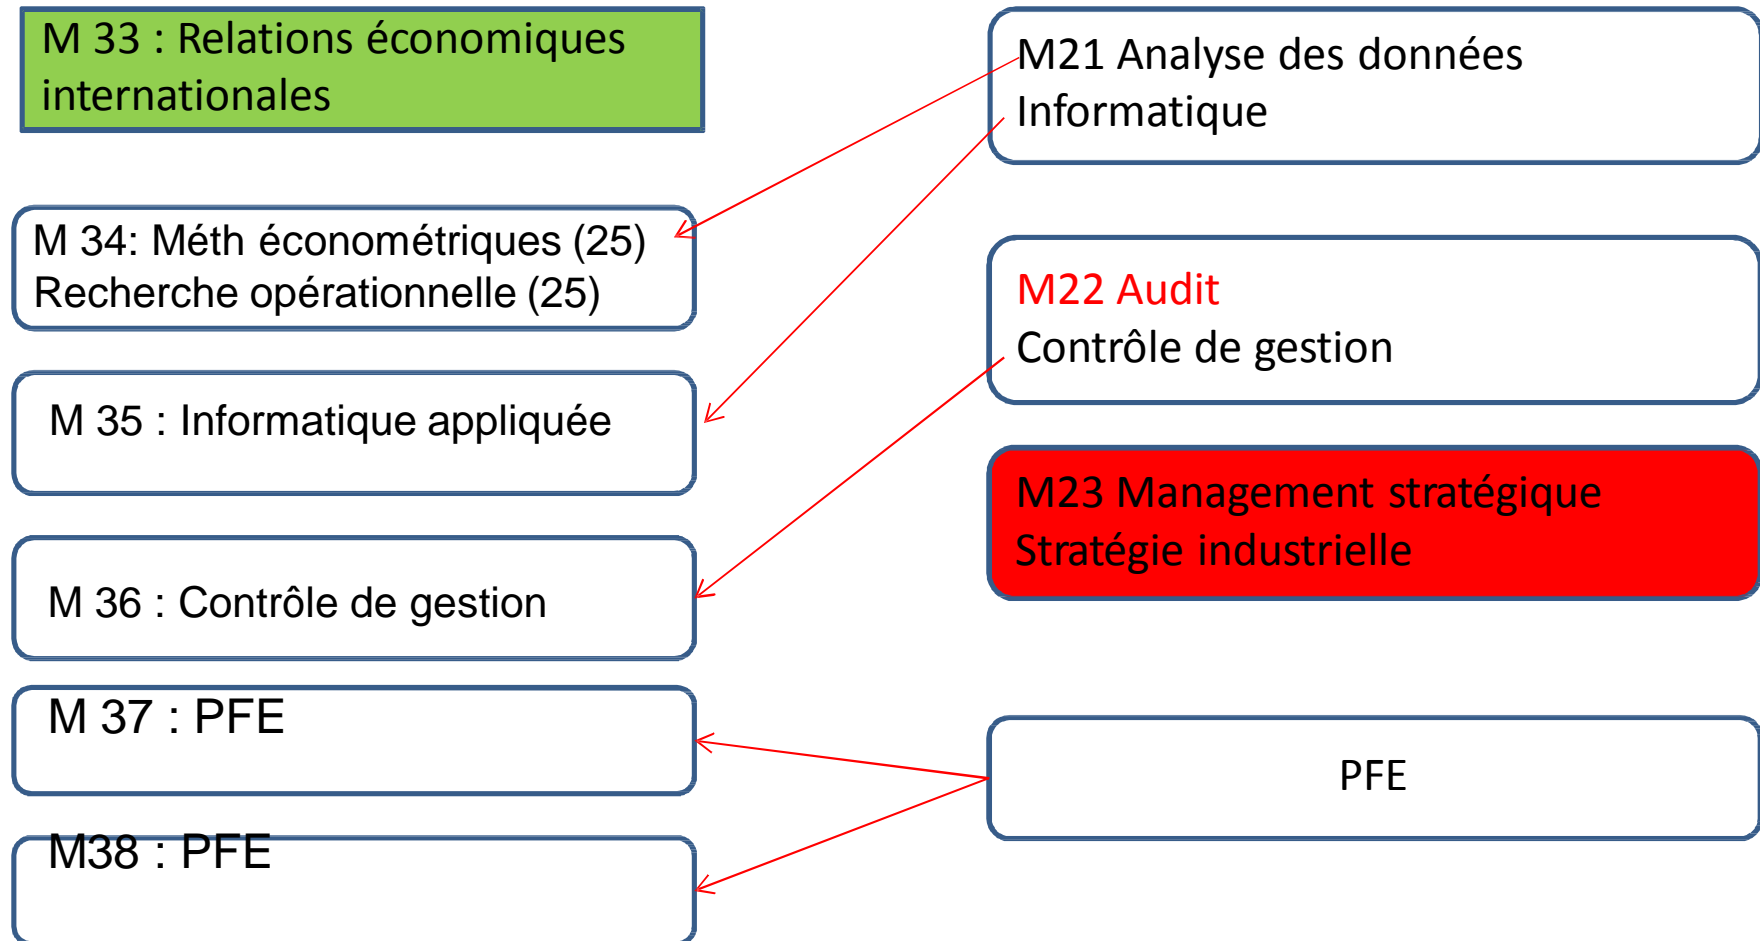 M 33 : Relations économiques
internationales
M 34: Méth économétriques (25)
Recherche opérationnelle (25)
M 35 : Informatique appliquée
M 36 : Contrôle de gestion
M 37 : PFE
M38 : PFE
M21 Analyse des données
Informatique
M22 Audit
Contrôle de gestion
M23 Management stratégique
Stratégie industrielle
PFE